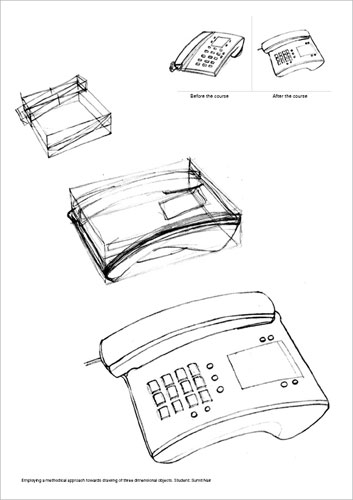 Before the course
After the course
Employing a methodical approach towards drawing of three dimensional objects. Student: Sumit Nair